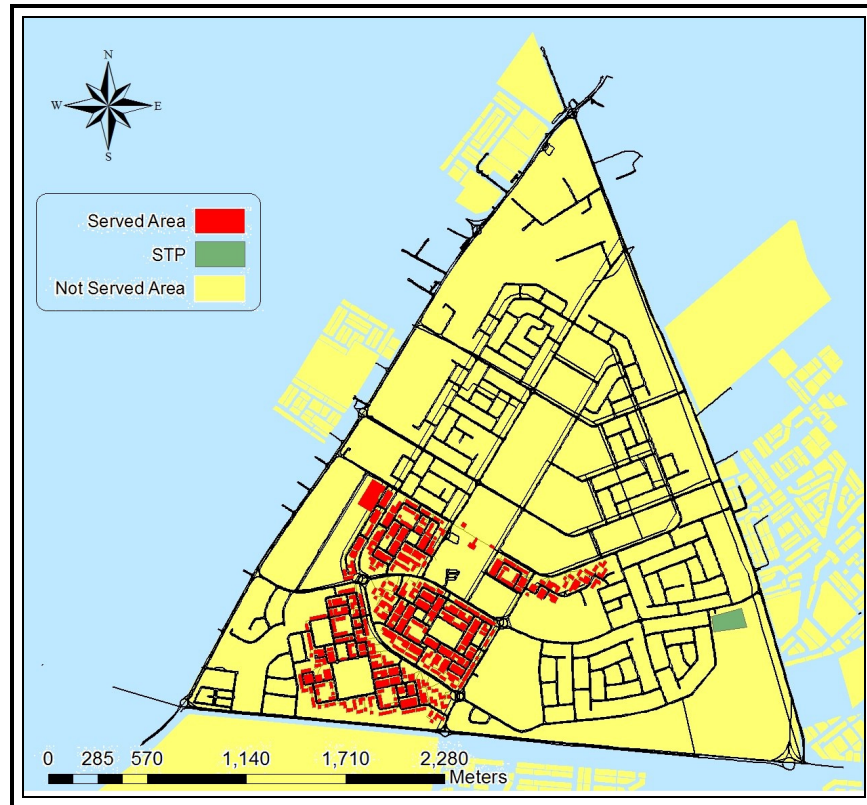 N
W E
S
Served Area
STP
Not Served Area
0 285 570 1,140 1,710 2,280
Meters